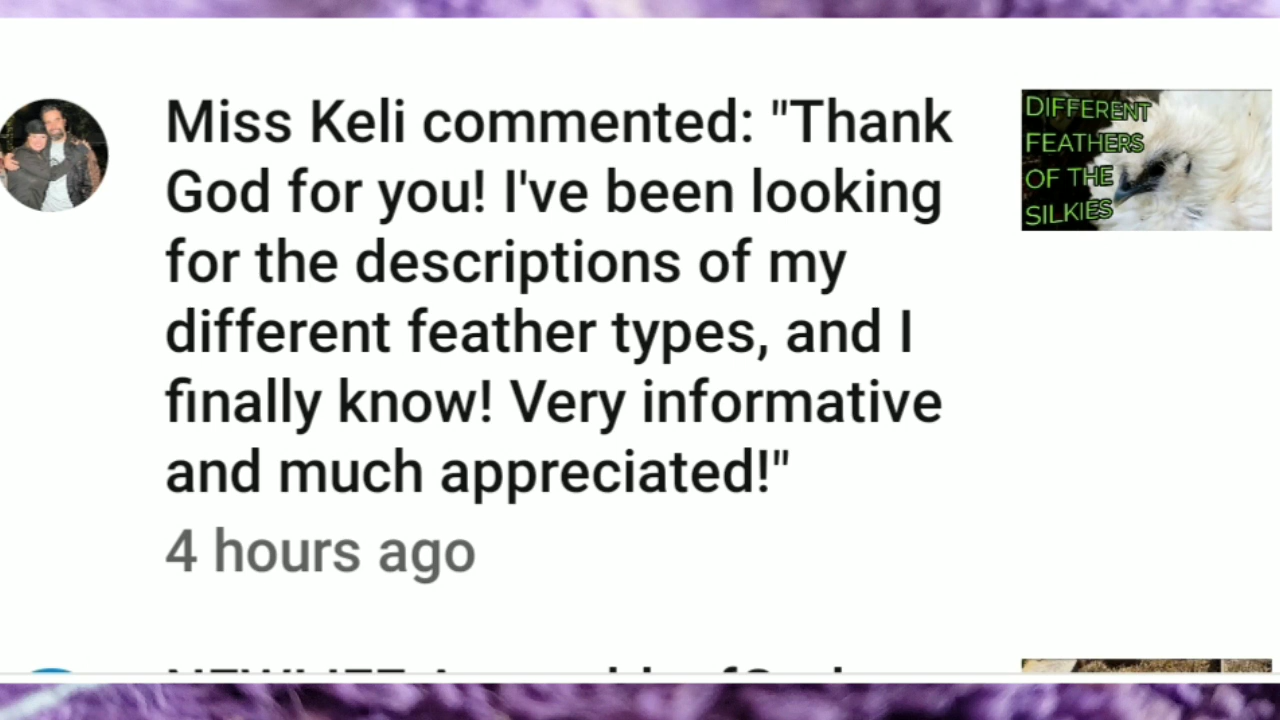 Miss Keli commented: "Thank
God for you! I've been looking
for the descriptions of my
different feather types, and I
finally know! Very informative
and much appreciated!"
4 hours ago
DIFFERENT
FEATHERS
OF THE
SILKIES